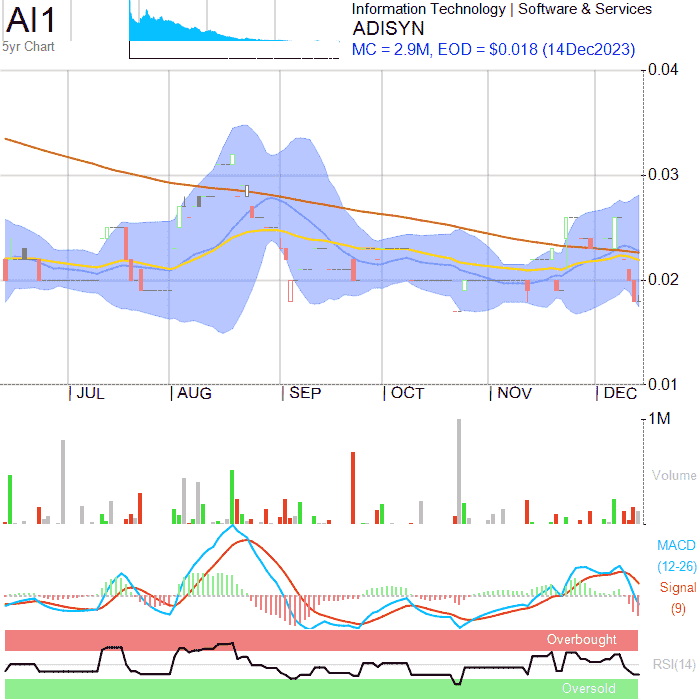 AI1
5yr Chart
Information Technology | Software & Services
ADISYN
MC = 2.9M, EOD = $0.018 (14Dec2023)
0.04
0.03
0.02
0.01
JUL
AUG
SEP
OCT
NOV
DEC
1M
Volume
MACD
(12-26)
Signal
(9)
Overbought
RSI(14)
Oversold